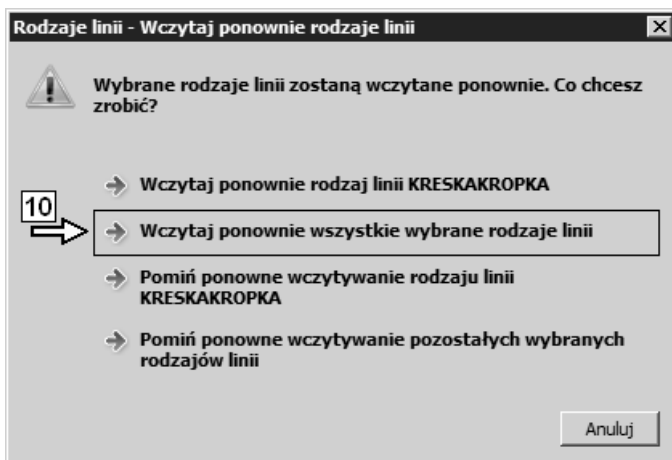 Rodzaje linii - Wczytaj ponownie rodzaje linii
Wybrane rodzaje linii zostaną wczytane ponownie. Co chcesz
zrobić?
Wczytaj ponownie rodzaj linii KRESKAKROPKA
10
Wczytaj ponownie wszystkie wybrane rodzaje linii
Pomiń ponowne wczytywanie rodzaju linii
KRESKAKROPKA
Pomiń ponowne wczytywanie pozostałych wybranych
rodzajów linii
Anuluj